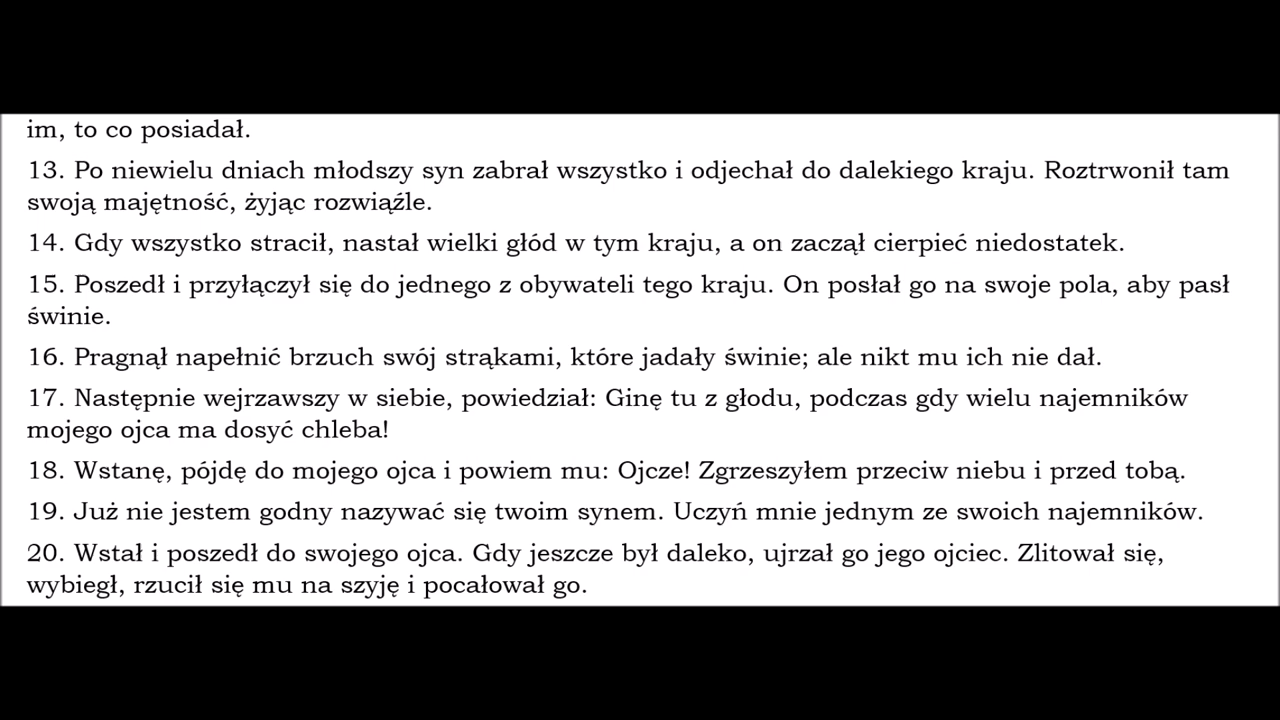 im, to co posiadał.
13. Po niewielu dniach młodszy syn zabrał wszystko i odjechał do dalekiego kraju. Roztrwonił tam
swoją majętność, żyjąc rozwiąźle.
14. Gdy wszystko stracił, nastał wielki głód w tym kraju, a on zaczął cierpieć niedostatek.
15. Poszedł i przyłączył się do jednego z obywateli tego kraju. On posłał go na swoje pola, aby pasł
świnie.
16. Pragnął napełnić brzuch swój strąkami, które jadały świnie; ale nikt mu ich nie dał.
17. Następnie wejrzawszy w siebie, powiedział: Ginę tu z głodu, podczas gdy wielu najemników
mojego ojca ma dosyć chleba!
18. Wstanę, pójdę do mojego ojca i powiem mu: Ojcze! Zgrzeszyłem przeciw niebu i przed tobą.
19. Już nie jestem godny nazywać się twoim synem. Uczyń mnie jednym ze swoich najemników.
20. Wstał i poszedł do swojego ojca. Gdy jeszcze był daleko, ujrzał go jego ojciec. Zlitował się,
wybiegł, rzucił się mu na szyję i pocałował go.